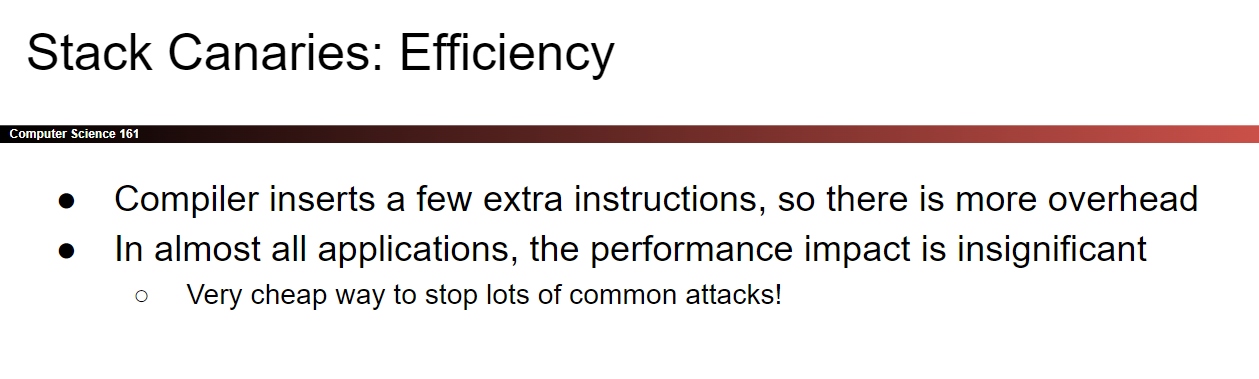 Stack Canaries: Efficiency
Computer Science 161
● Compiler inserts a few extra instructions, so there is more overhead
● In almost all applications, the performance impact is insignificant
○ Very cheap way to stop lots of common attacks!